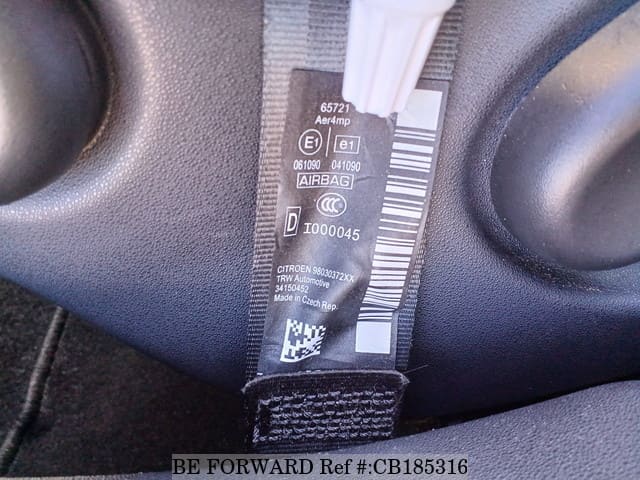 65721
Aer4mp
E1 e1
061090 041090
AIRBAG
CCC
D I000045
CITROEN 98030372XX
TRW Automotive
34150452
Made in Czech Rep.
BE FORWARD Ref #:CB185316